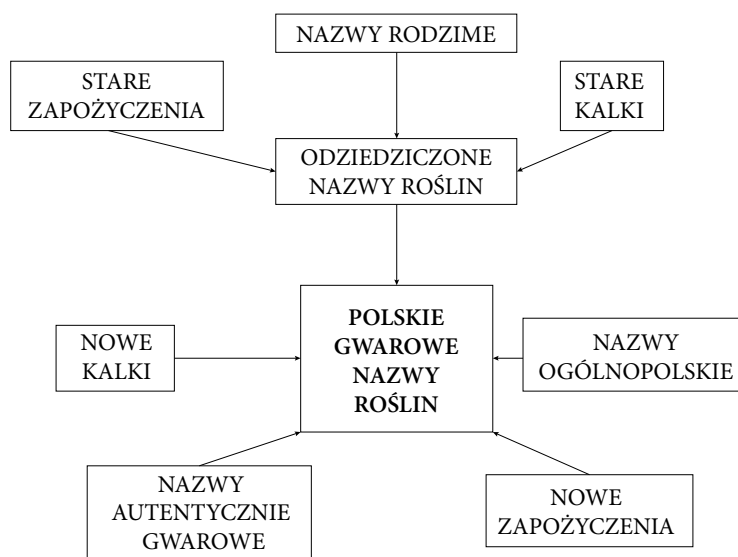 NAZWY RODZIME
STARE
ZAPOŻYCZENIA
STARE
KALKI
ODZIEDZICZONE
NAZWY ROŚLIN
NOWE
KALKI
POLSKIE
GWAROWE
NAZWY
ROŚLIN
NAZWY
OGÓLNOPOLSKIE
NAZWY
AUTENTYCZNIE
GWAROWE
NOWE
ZAPOŻYCZENIA